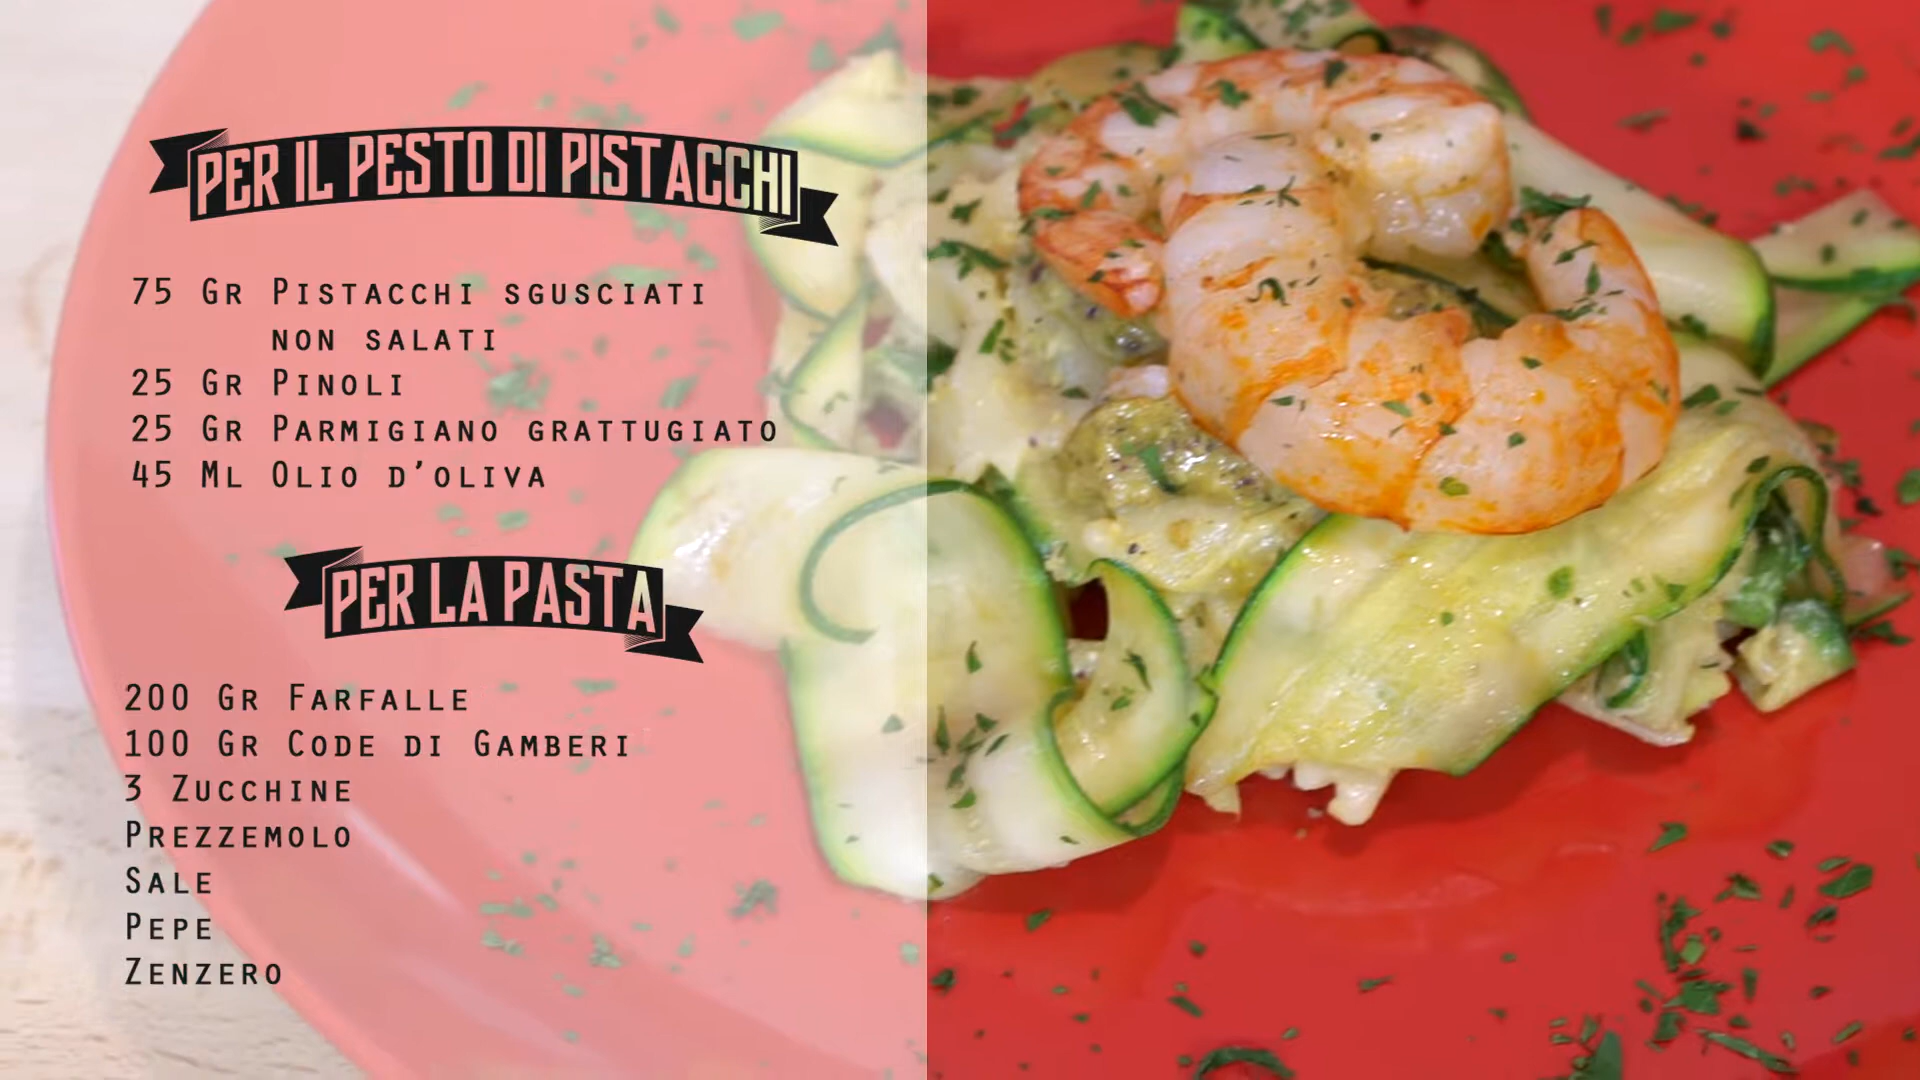 PER IL PESTO DI PISTACCHI
75 Gr Pistacchi sgusciati
non salati
25 Gr Pinoli
25 Gr Parmigiano grattugiato
45 Ml Olio d'oliva
PER LA PASTA
200 Gr Farfalle
100 Gr Code di Gamberi
3 Zucchine
Prezzemolo
Sale
Pepe
Zenzero